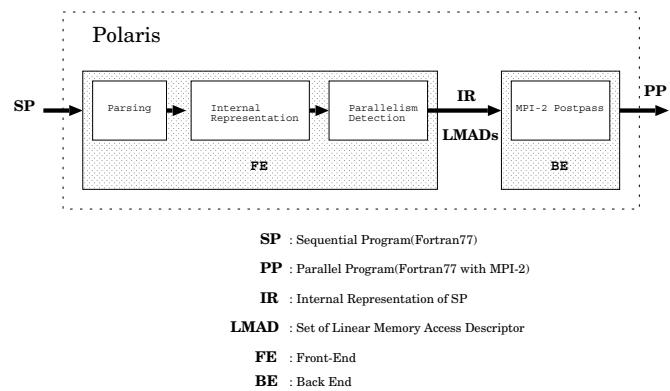 Polaris
SP
Parsing
Internal
Representation
Parallelism
Detection
FE
IR
LMADs
MPI-2 Postpass
BE
PP
SP : Sequential Program(Fortran77)
PP : Parallel Program(Fortran77 with MPI-2)
IR : Internal Representation of SP
LMAD : Set of Linear Memory Access Descriptor
FE : Front-End
BE : Back End